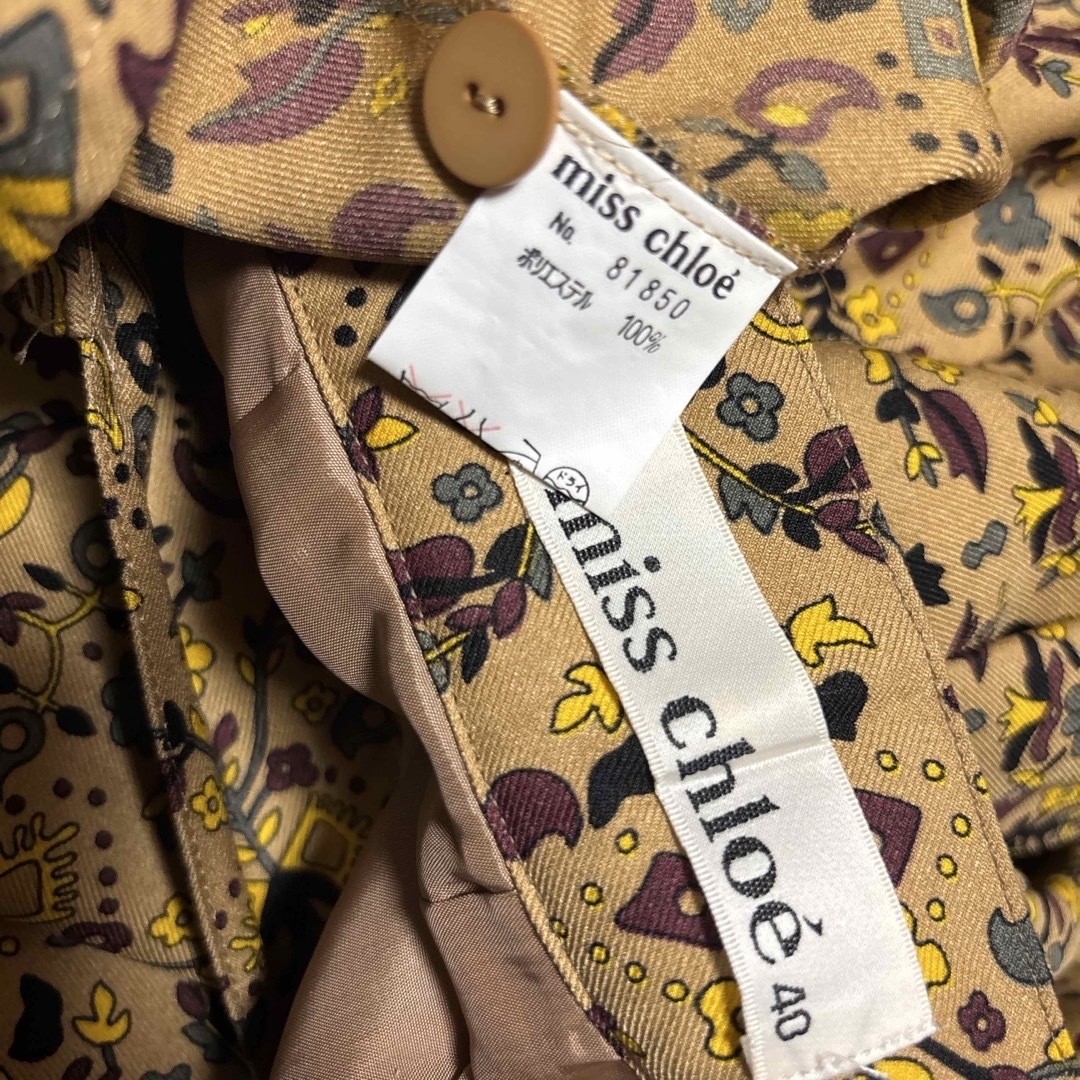 miss chloé
No. 81850
ポリエステル 100%
ドライ
miss chloé 40